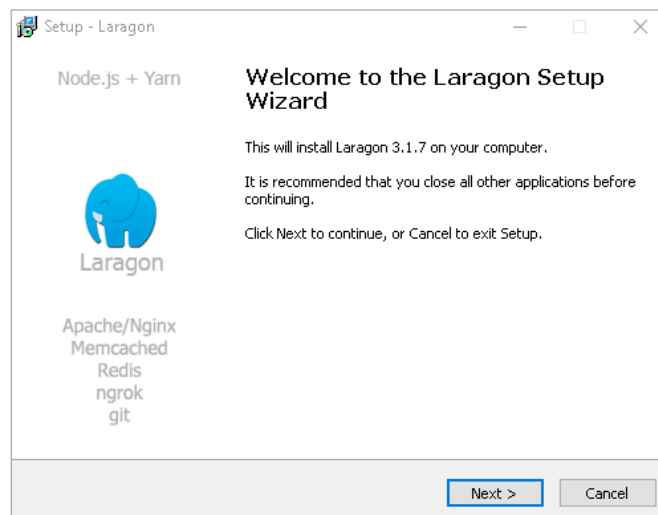 Setup - Laragon
Node.js + Yarn
Laragon
Apache/Nginx
Memcached
Redis
ngrok
git
Welcome to the Laragon Setup
Wizard
This will install Laragon 3.1.7 on your computer.
It is recommended that you close all other applications before
continuing.
Click Next to continue, or Cancel to exit Setup.
Next >
Cancel